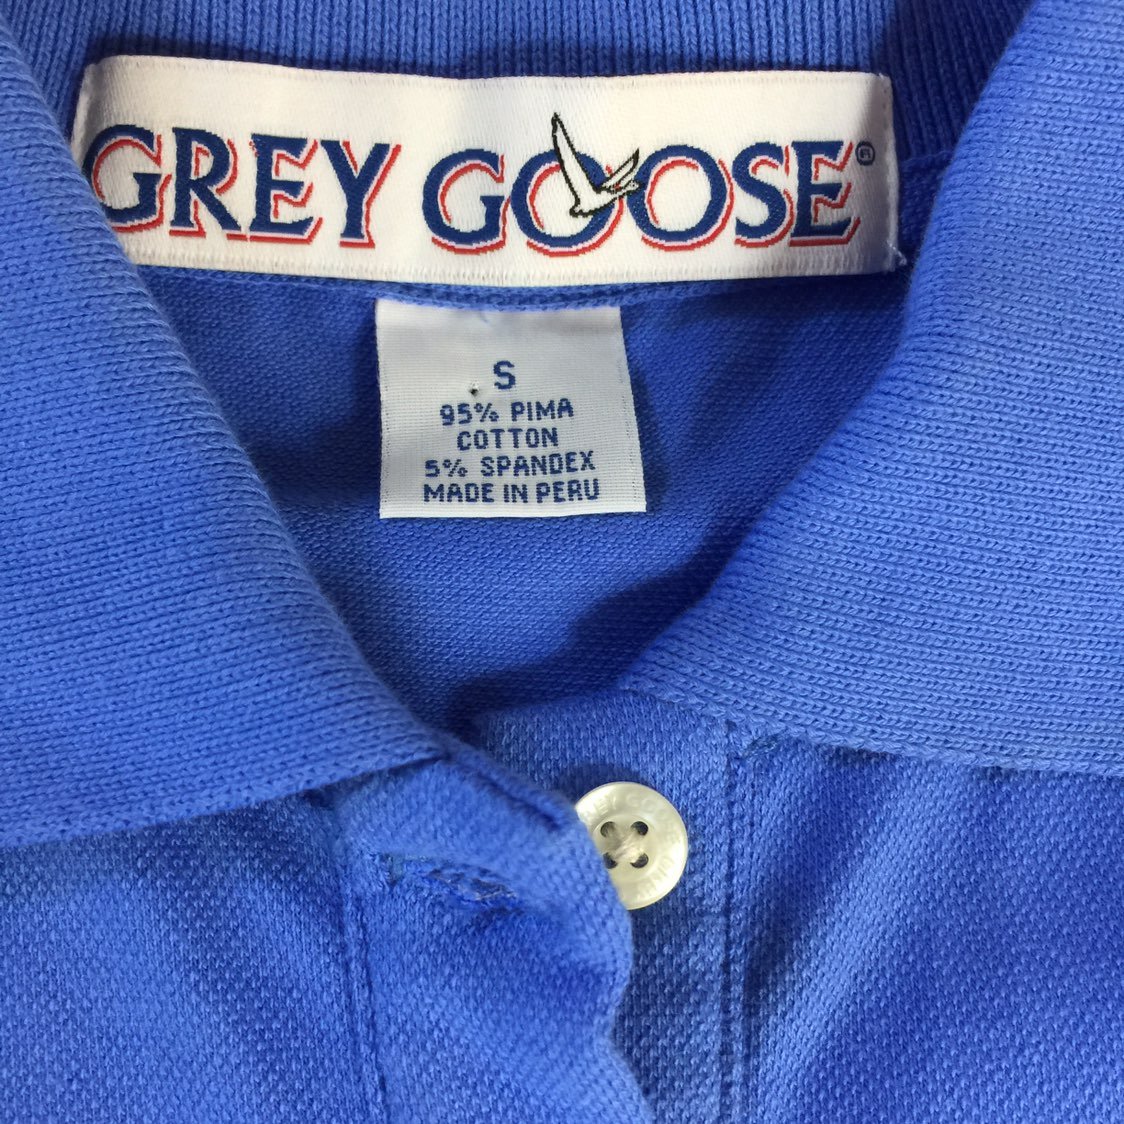 GREY GOOSE®
S
95% PIMA
COTTON
5% SPANDEX
MADE IN PERU